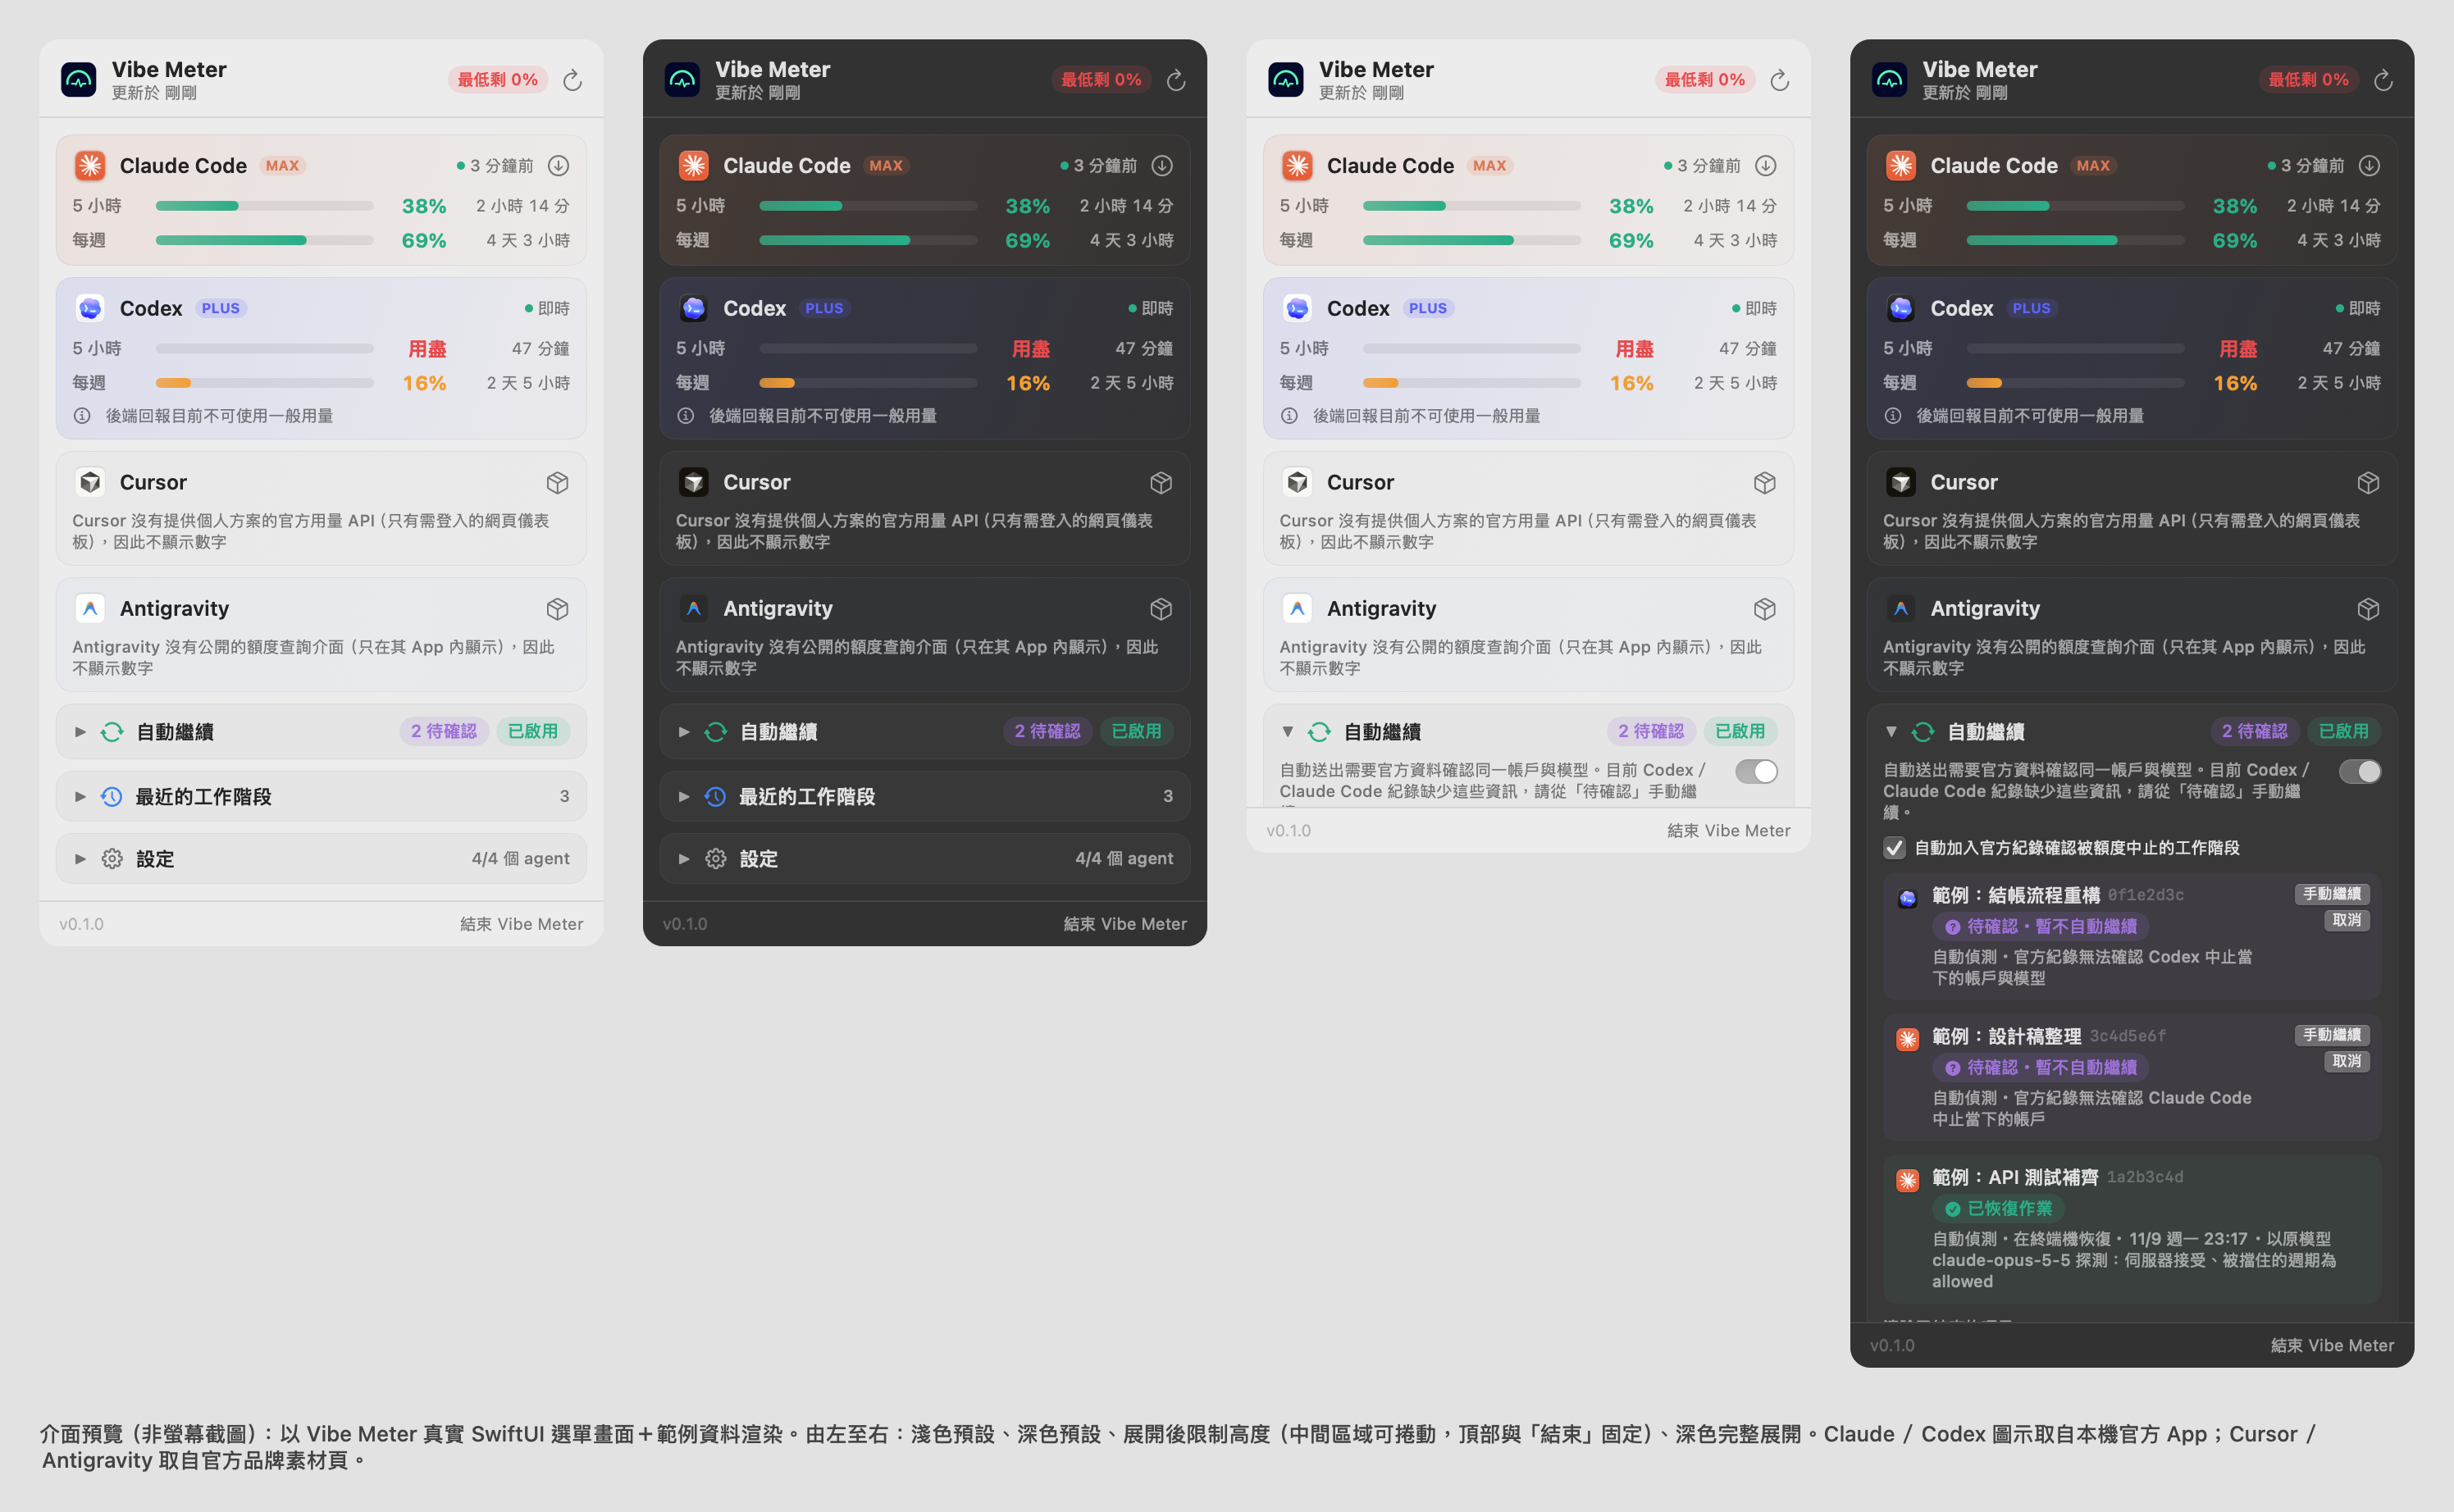 Vibe Meter
更新於 剛剛
最低剩 0%
Claude Code MAX
3 分鐘前
5 小時 38% 2 小時 14 分
每週 69% 4 天 3 小時
Codex PLUS
即時
5 小時 用盡 47 分鐘
每週 16% 2 天 5 小時
後端回報目前不可使用一般用量
Cursor
Cursor 沒有提供個人方案的官方用量 API（只有需登入的網頁儀表
板），因此不顯示數字
Antigravity
Antigravity 沒有公開的額度查詢介面（只在其 App 內顯示），因此
不顯示數字
自動繼續 2 待確認 已啟用
最近的工作階段 3
設定 4/4 個 agent
v0.1.0 結束 Vibe Meter
Vibe Meter
更新於 剛剛
最低剩 0%
Claude Code MAX
3 分鐘前
5 小時 38% 2 小時 14 分
每週 69% 4 天 3 小時
Codex PLUS
即時
5 小時 用盡 47 分鐘
每週 16% 2 天 5 小時
後端回報目前不可使用一般用量
Cursor
Cursor 沒有提供個人方案的官方用量 API（只有需登入的網頁儀表
板），因此不顯示數字
Antigravity
Antigravity 沒有公開的額度查詢介面（只在其 App 內顯示），因此
不顯示數字
自動繼續 2 待確認 已啟用
最近的工作階段 3
設定 4/4 個 agent
v0.1.0 結束 Vibe Meter
Vibe Meter
更新於 剛剛
最低剩 0%
Claude Code MAX
3 分鐘前
5 小時 38% 2 小時 14 分
每週 69% 4 天 3 小時
Codex PLUS
即時
5 小時 用盡 47 分鐘
每週 16% 2 天 5 小時
後端回報目前不可使用一般用量
Cursor
Cursor 沒有提供個人方案的官方用量 API（只有需登入的網頁儀表
板），因此不顯示數字
Antigravity
Antigravity 沒有公開的額度查詢介面（只在其 App 內顯示），因此
不顯示數字
自動繼續 2 待確認 已啟用
自動送出需要官方資料確認同一帳戶與模型。目前 Codex /
Claude Code 紀錄缺少這些資訊，請從「待確認」手動繼
v0.1.0 結束 Vibe Meter
Vibe Meter
更新於 剛剛
最低剩 0%
Claude Code MAX
3 分鐘前
5 小時 38% 2 小時 14 分
每週 69% 4 天 3 小時
Codex PLUS
即時
5 小時 用盡 47 分鐘
每週 16% 2 天 5 小時
後端回報目前不可使用一般用量
Cursor
Cursor 沒有提供個人方案的官方用量 API（只有需登入的網頁儀表
板），因此不顯示數字
Antigravity
Antigravity 沒有公開的額度查詢介面（只在其 App 內顯示），因此
不顯示數字
自動繼續 2 待確認 已啟用
自動送出需要官方資料確認同一帳戶與模型。目前 Codex /
Claude Code 紀錄缺少這些資訊，請從「待確認」手動繼
續。
自動加入官方紀錄確認被額度中止的工作階段
範例：結帳流程重構 0f1e2d3c 手動繼續
待確認・暫不自動繼續 取消
自動偵測・官方紀錄無法確認 Codex 中止當
下的帳戶與模型
範例：設計稿整理 3c4d5e6f 手動繼續
待確認・暫不自動繼續 取消
自動偵測・官方紀錄無法確認 Claude Code
中止當下的帳戶
範例：API 測試補齊 1a2b3c4d
已恢復作業
自動偵測・在終端機恢復・11/9 週一 23:17・以原模型
claude-opus-5-5 探測：伺服器接受、被擋住的週期為
allowed
v0.1.0 結束 Vibe Meter
介面預覽（非螢幕截圖）：以 Vibe Meter 真實 SwiftUI 選單畫面＋範例資料渲染。由左至右：淺色預設、深色預設、展開後限制高度（中間區域可捲動，頂部與「結束」固定）、深色完整展開。Claude / Codex 圖示取自本機官方 App；Cursor /
Antigravity 取自官方品牌素材頁。